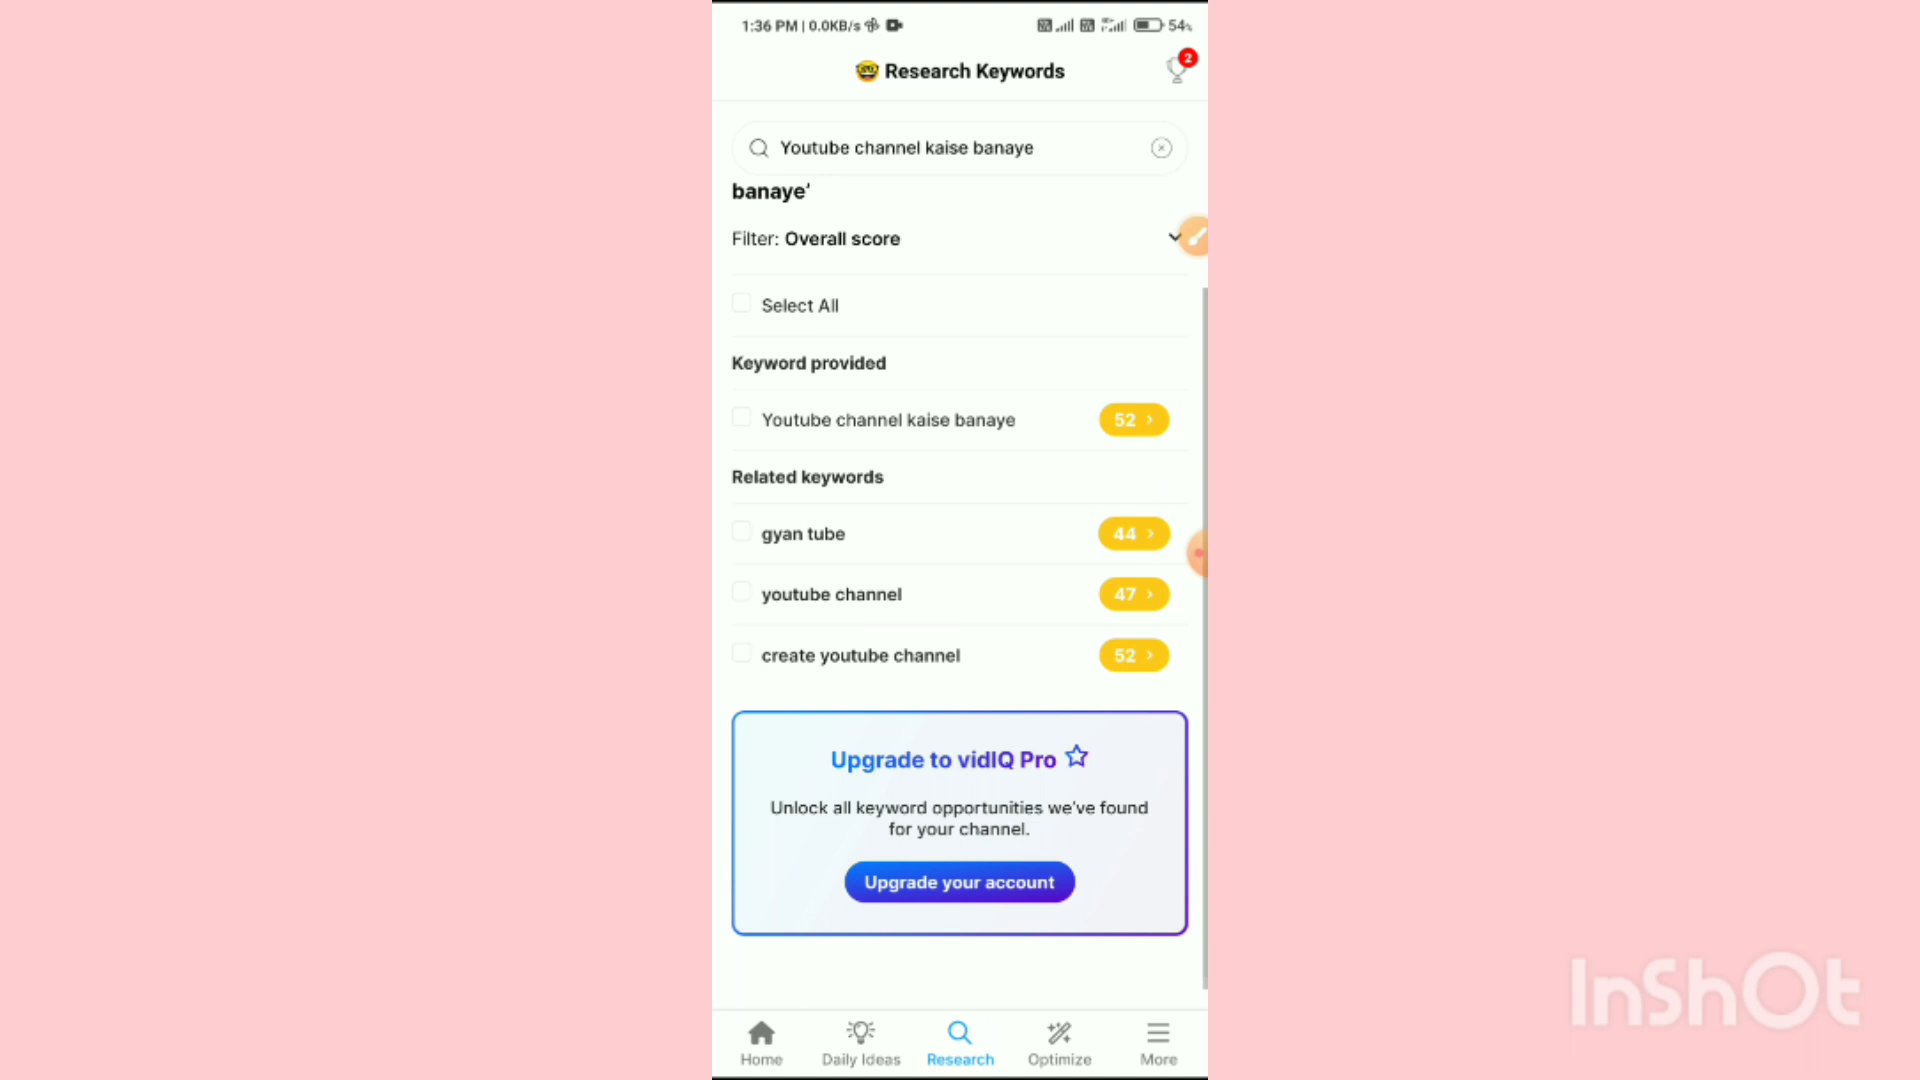 1:36 PM | 0.0KB/s
54%
Research Keywords
2
Youtube channel kaise banaye
banaye’
Filter: Overall score
Select All
Keyword provided
Youtube channel kaise banaye 52 >
Related keywords
gyan tube 44 >
youtube channel 47 >
create youtube channel 52 >
Upgrade to vidIQ Pro
Unlock all keyword opportunities we've found
for your channel.
Upgrade your account
Home Daily Ideas Research Optimize More
InShOt